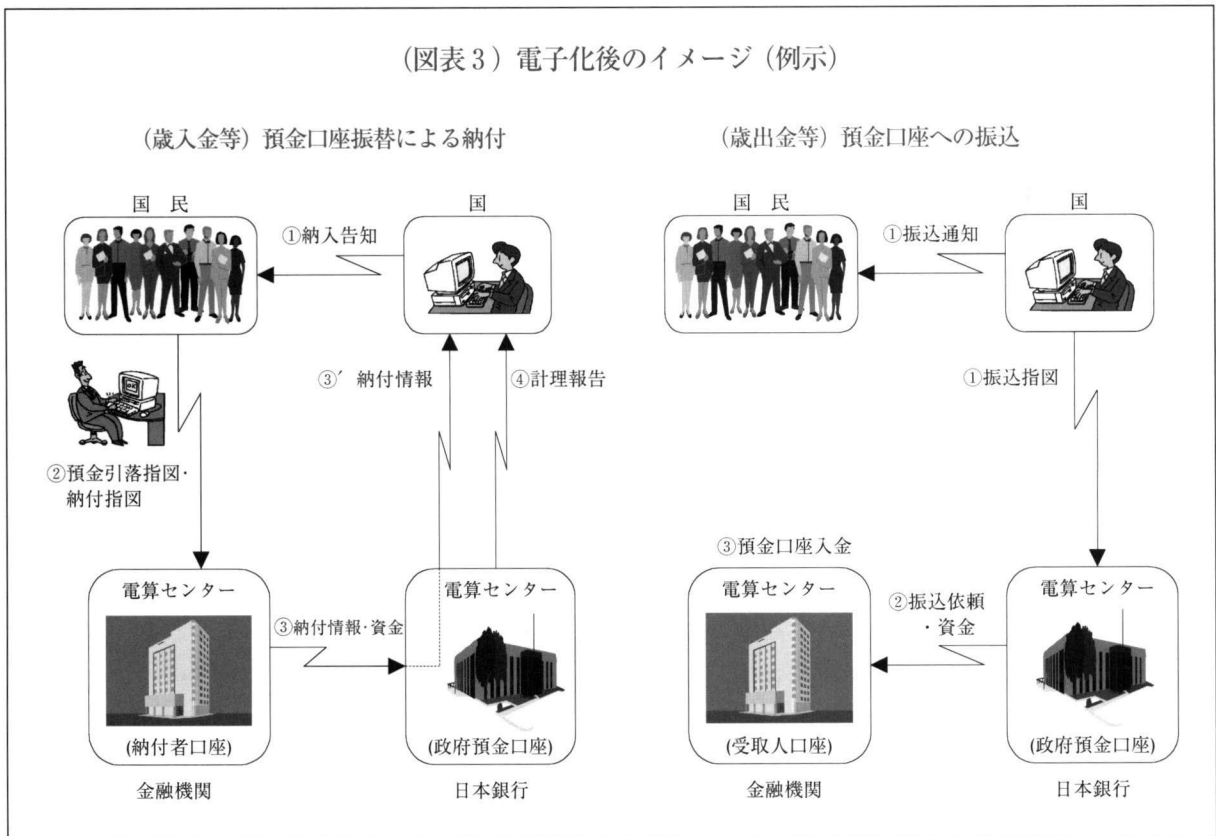 (図表3) 電子化後のイメージ (例示)
(歳入金等) 預金口座振替による納付
国 民
国
①納入告知
③′ 納付情報
④計理報告
②預金引落指図・
納付指図
電算センター
(納付者口座)
金融機関
③納付情報・資金
電算センター
(政府預金口座)
日本銀行
(歳出金等) 預金口座への振込
国 民
国
①振込通知
①振込指図
③預金口座入金
電算センター
(受取人口座)
金融機関
②振込依頼
・資金
電算センター
(政府預金口座)
日本銀行